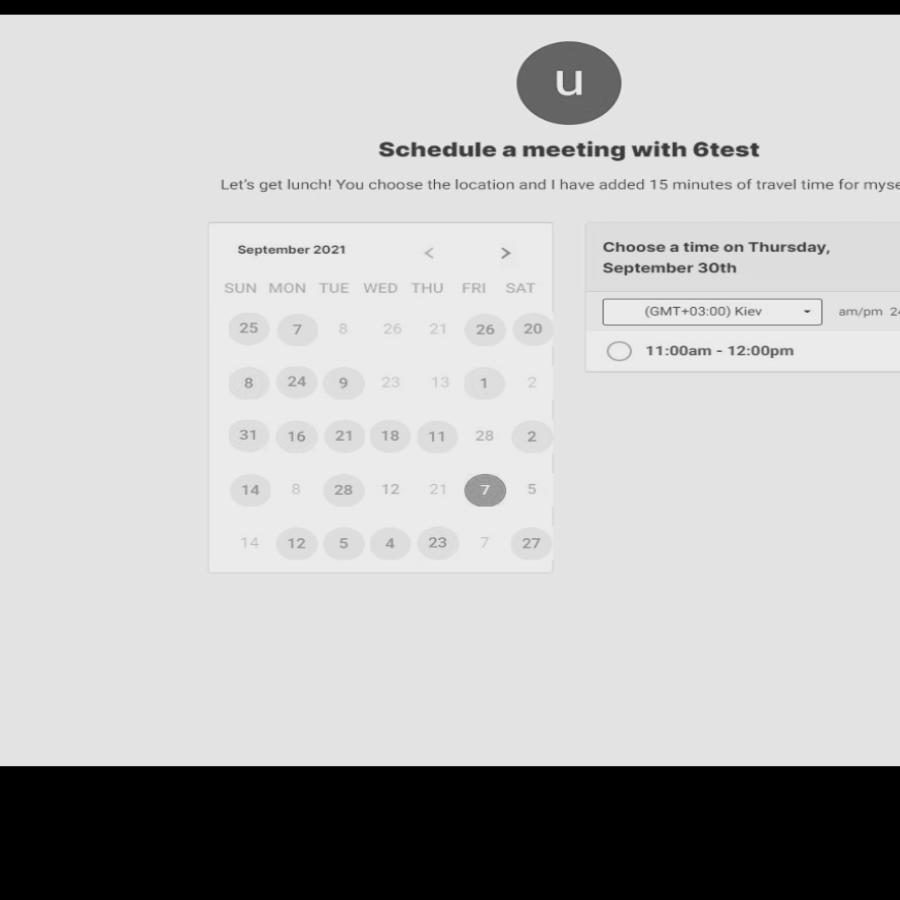 u
Schedule a meeting with 6test
Let's get lunch! You choose the location and I have added 15 minutes of travel time for myse
September 2021 < >
SUN MON TUE WED THU FRI SAT
25 7 8 26 21 26 20
8 24 9 23 13 1 2
31 16 21 18 11 28 2
14 8 28 12 21 7 5
14 12 5 4 23 7 27
Choose a time on Thursday,
September 30th
(GMT+03:00) Kiev am/pm 24
11:00am - 12:00pm